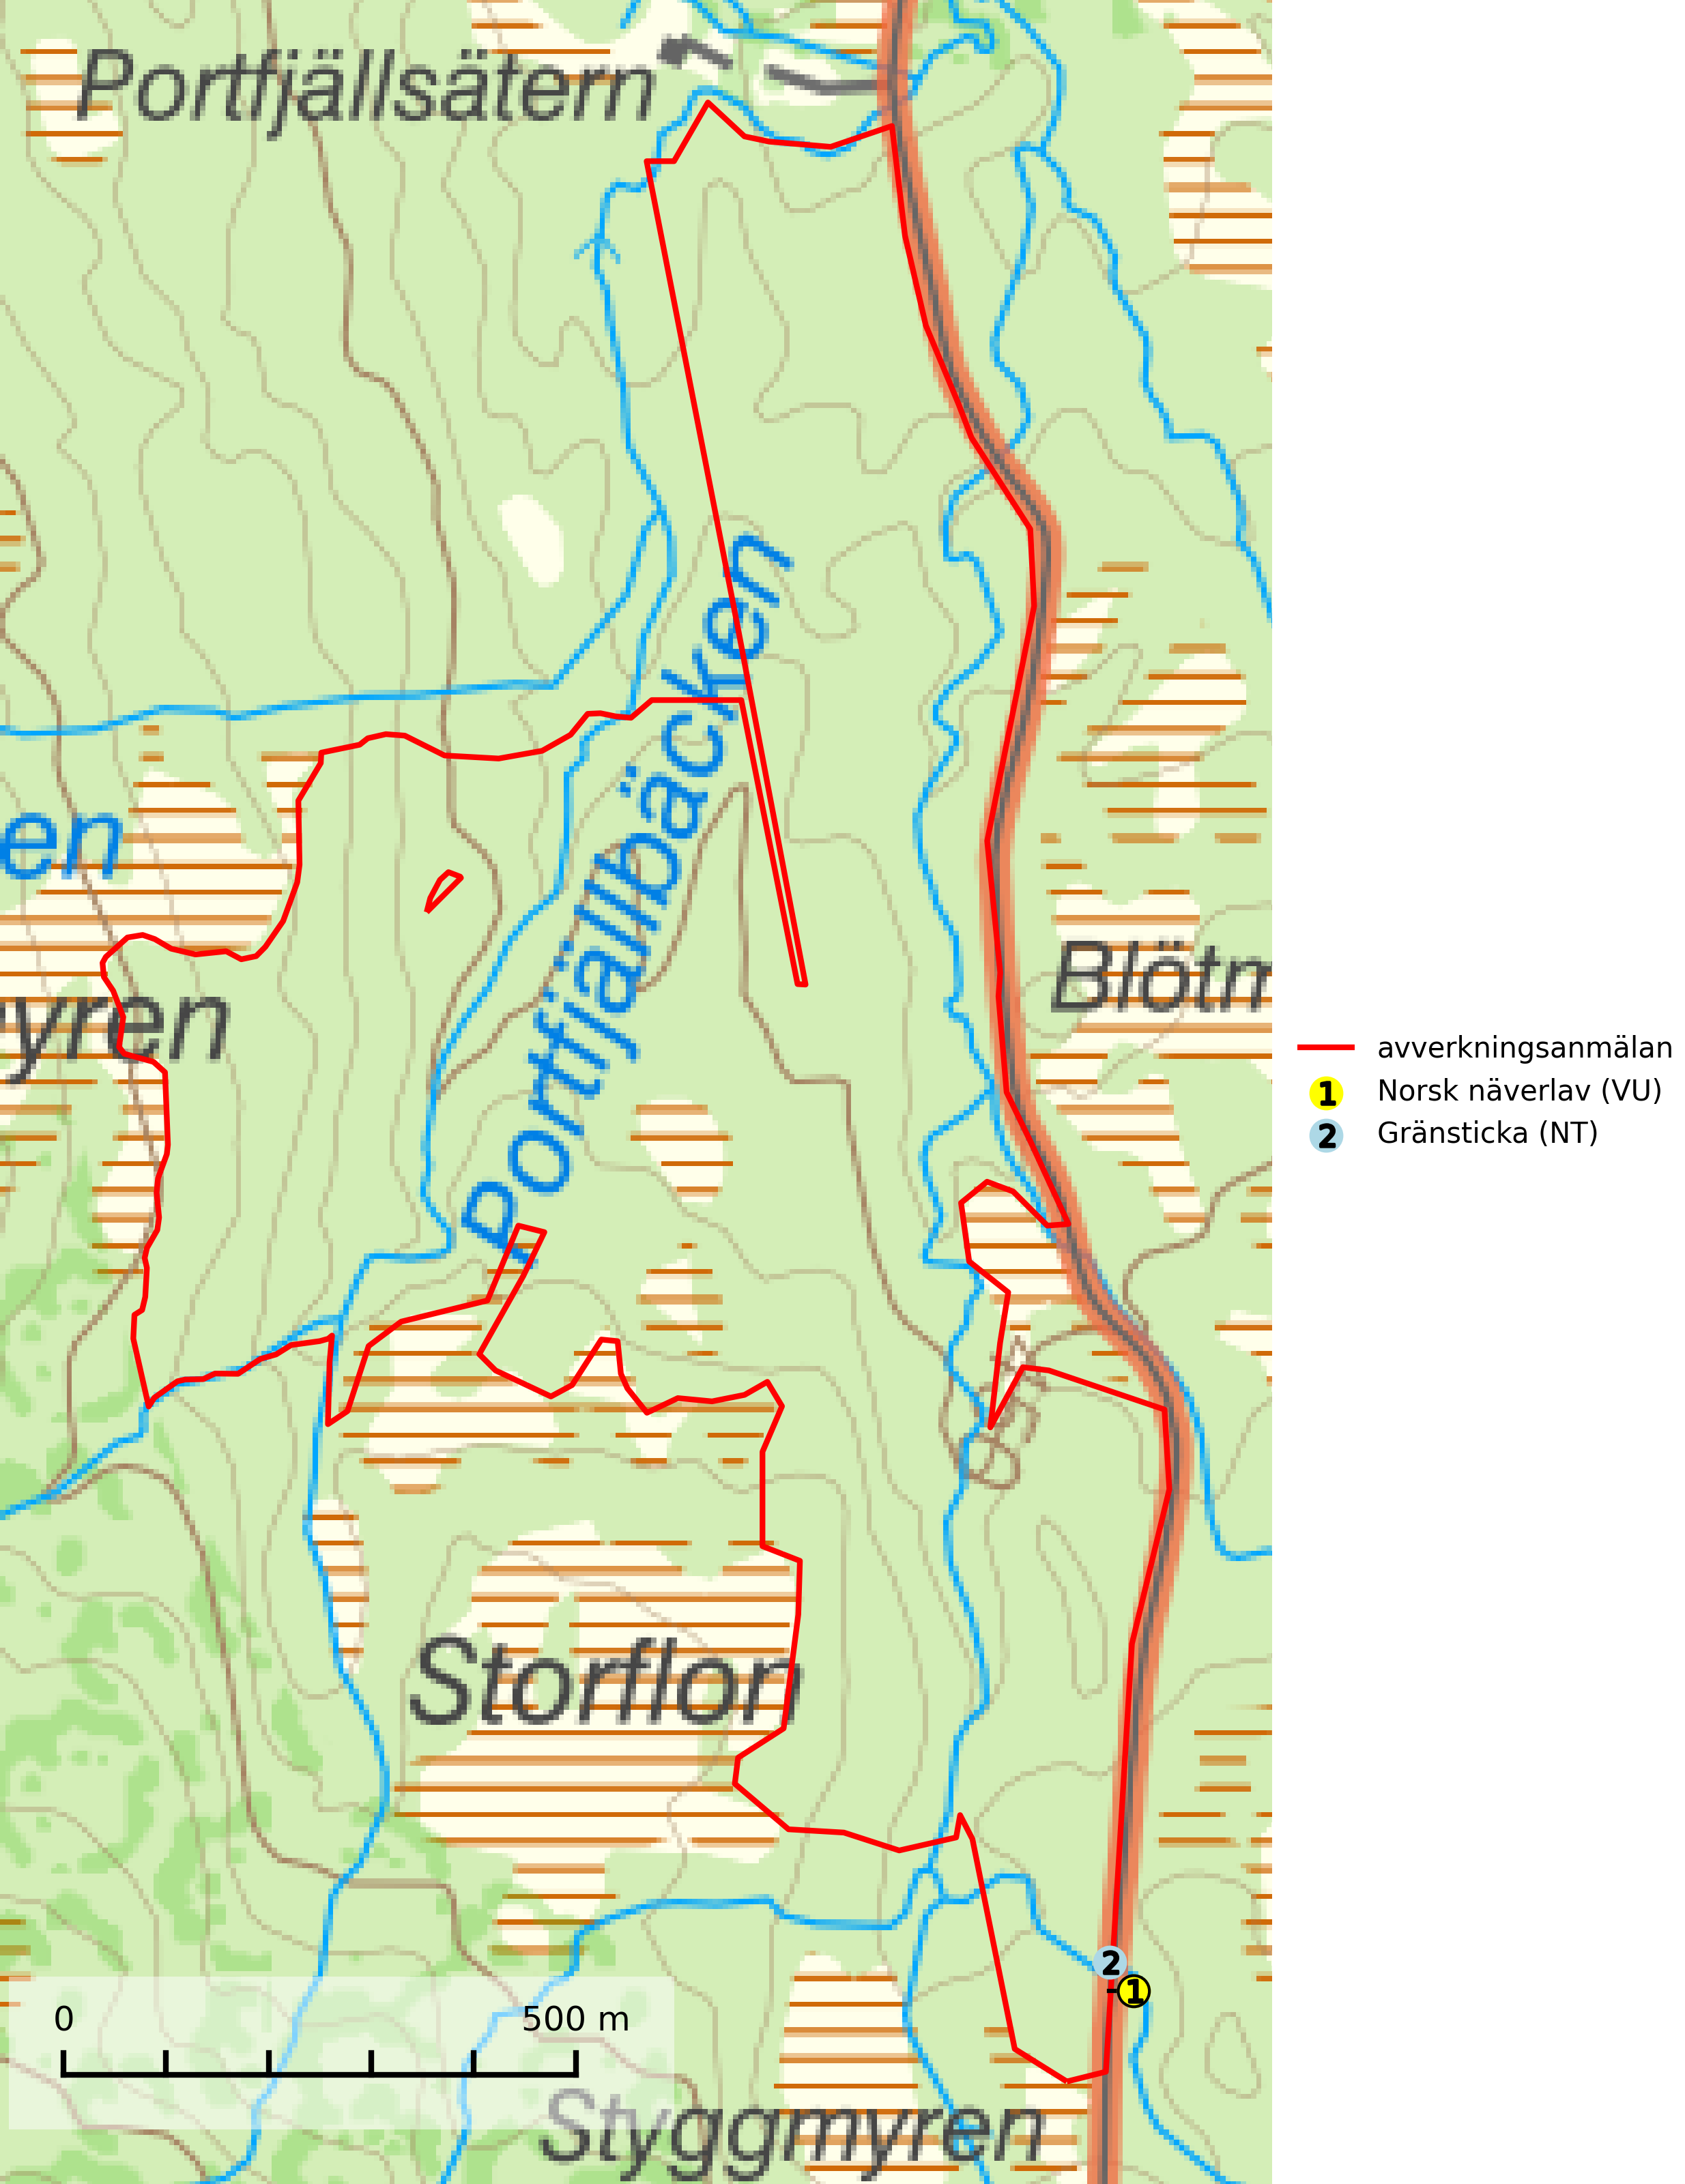 Portfjällsätern
Portfjällbäcken
en
yren
Blötm
avverkningsanmälan
1 Norsk näverlav (VU)
2 Gränsticka (NT)
Storflon
2
1
0 500 m
Styggmyren